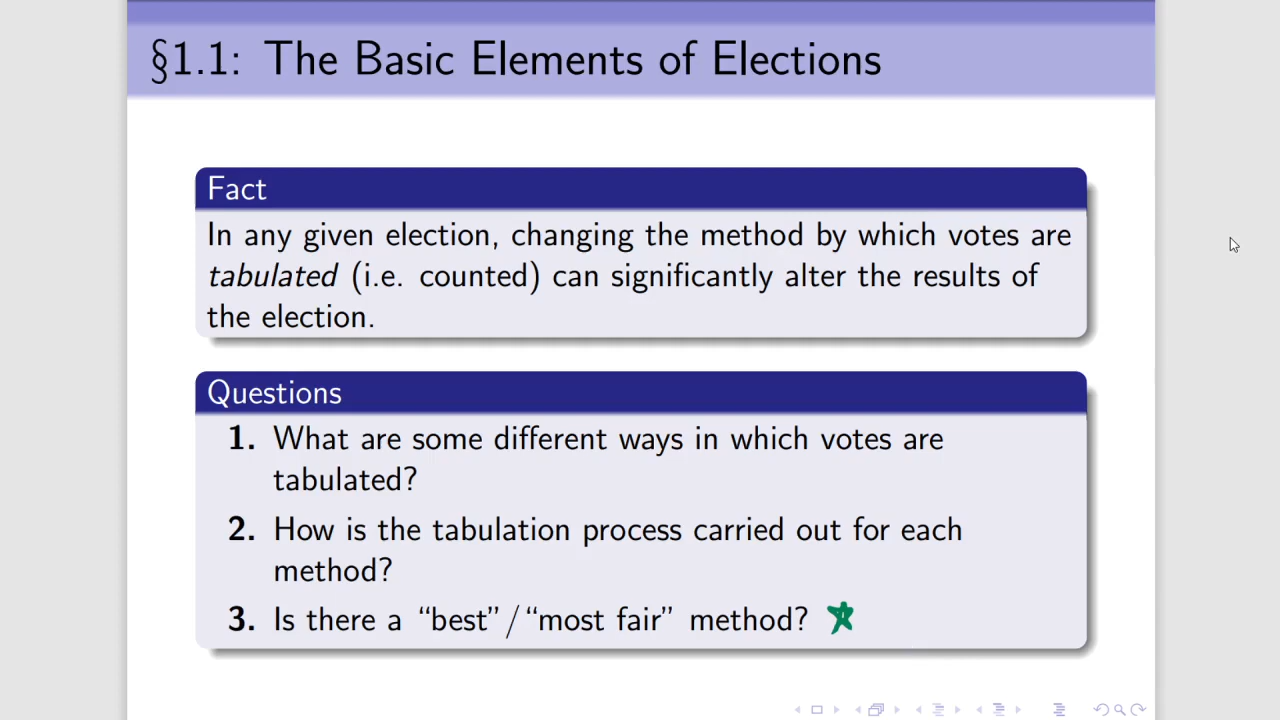 §1.1: The Basic Elements of Elections
Fact
In any given election, changing the method by which votes are
tabulated (i.e. counted) can significantly alter the results of
the election.
Questions
1. What are some different ways in which votes are
tabulated?
2. How is the tabulation process carried out for each
method?
3. Is there a “best”/“most fair” method?